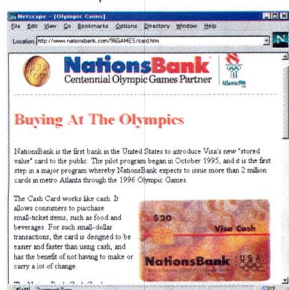 Netscape - [Olympic Coins]
File Edit View Go Bookmarks Options Directory Window Help
Location: http://www.nationsbank.com/96GAMES/card.htm
N
NationsBank
Centennial Olympic Games Partner
Atlanta 1996
Buying At The Olympics
NationsBank is the first bank in the United States to introduce Visa's new "stored
value" card to the public. The pilot program began in October 1995, and it is the first
step in a major program whereby NationsBank expects to issue more than 2 million
cards in metro Atlanta through the 1996 Olympic Games.
The Cash Card works like cash. It
allows consumers to purchase
small-ticket items, such as food and
beverages. For such small-dollar
transactions, the card is designed to be
easier and faster than using cash, and
has the benefit of not having to make or
carry a lot of change.
$20
Visa Cash
NationsBank
USA